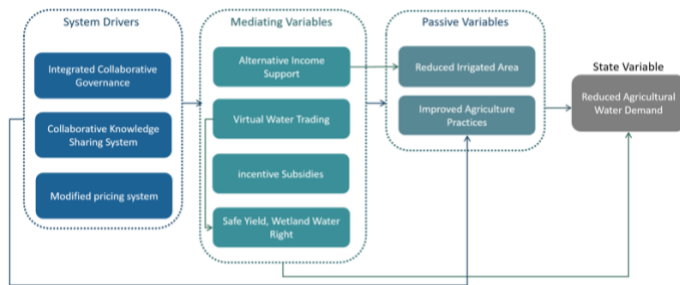 System Drivers
Integrated Collaborative
Governance
Collaborative Knowledge
Sharing System
Modified pricing system
Mediating Variables
Alternative Income
Support
Virtual Water Trading
incentive Subsidies
Safe Yield, Wetland Water
Right
Passive Variables
Reduced Irrigated Area
Improved Agriculture
Practices
State Variable
Reduced Agricultural
Water Demand